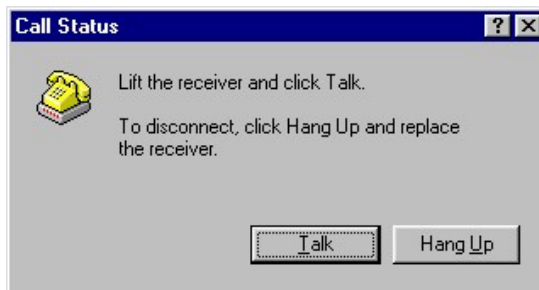 Call Status
Lift the receiver and click Talk.
To disconnect, click Hang Up and replace
the receiver.
Talk
Hang Up